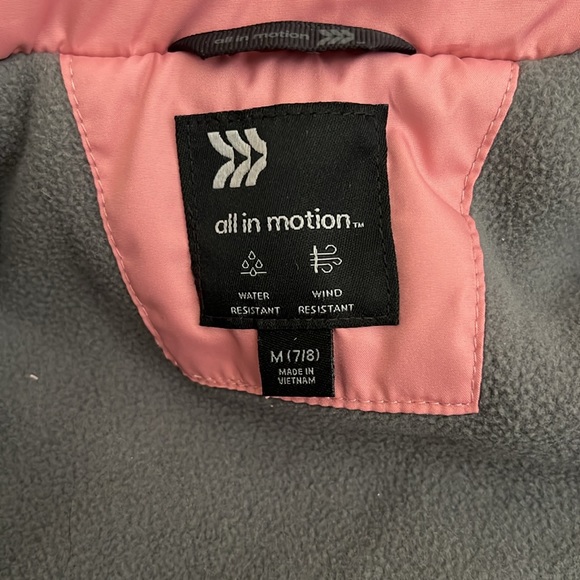 all in motion
all in motion™
WATER RESISTANT
WIND RESISTANT
M (7/8)
MADE IN
VIETNAM